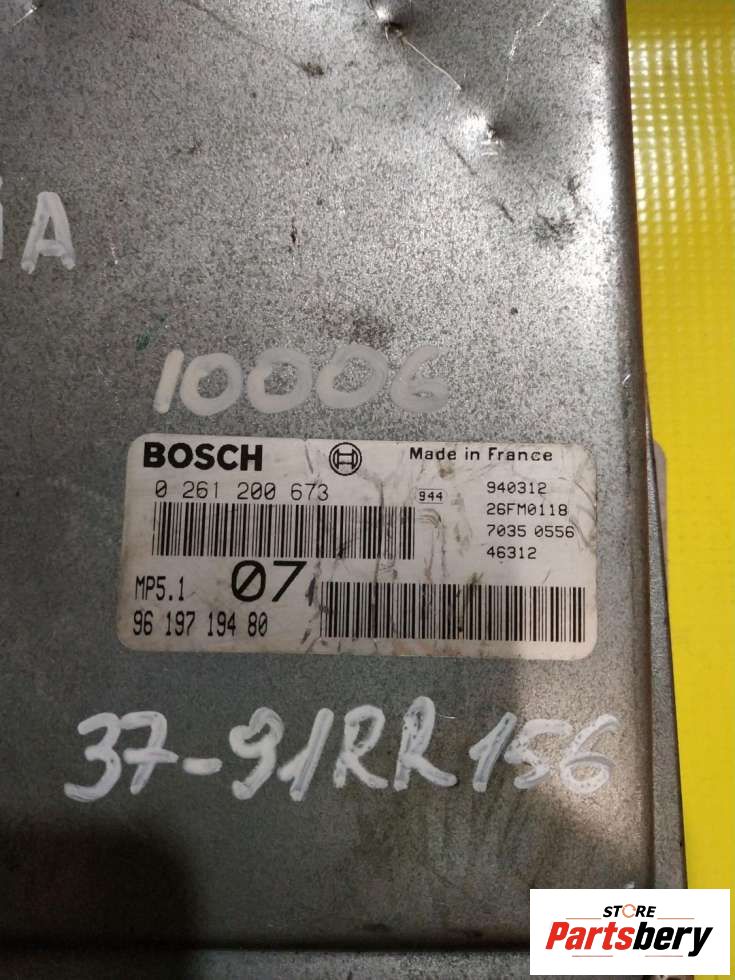 10006
BOSCH Made in France
0 261 200 673 944 940312
26FM0118
7035 0556
46312
MP5.1 07
96 197 194 80
37-91RR156
STORE
Partsbery